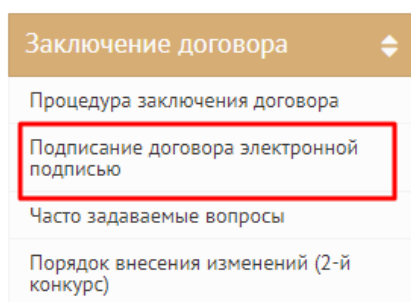 Заключение договора
Процедура заключения договора
Подписание договора электронной
подписью
Часто задаваемые вопросы
Порядок внесения изменений (2-й
конкурс)